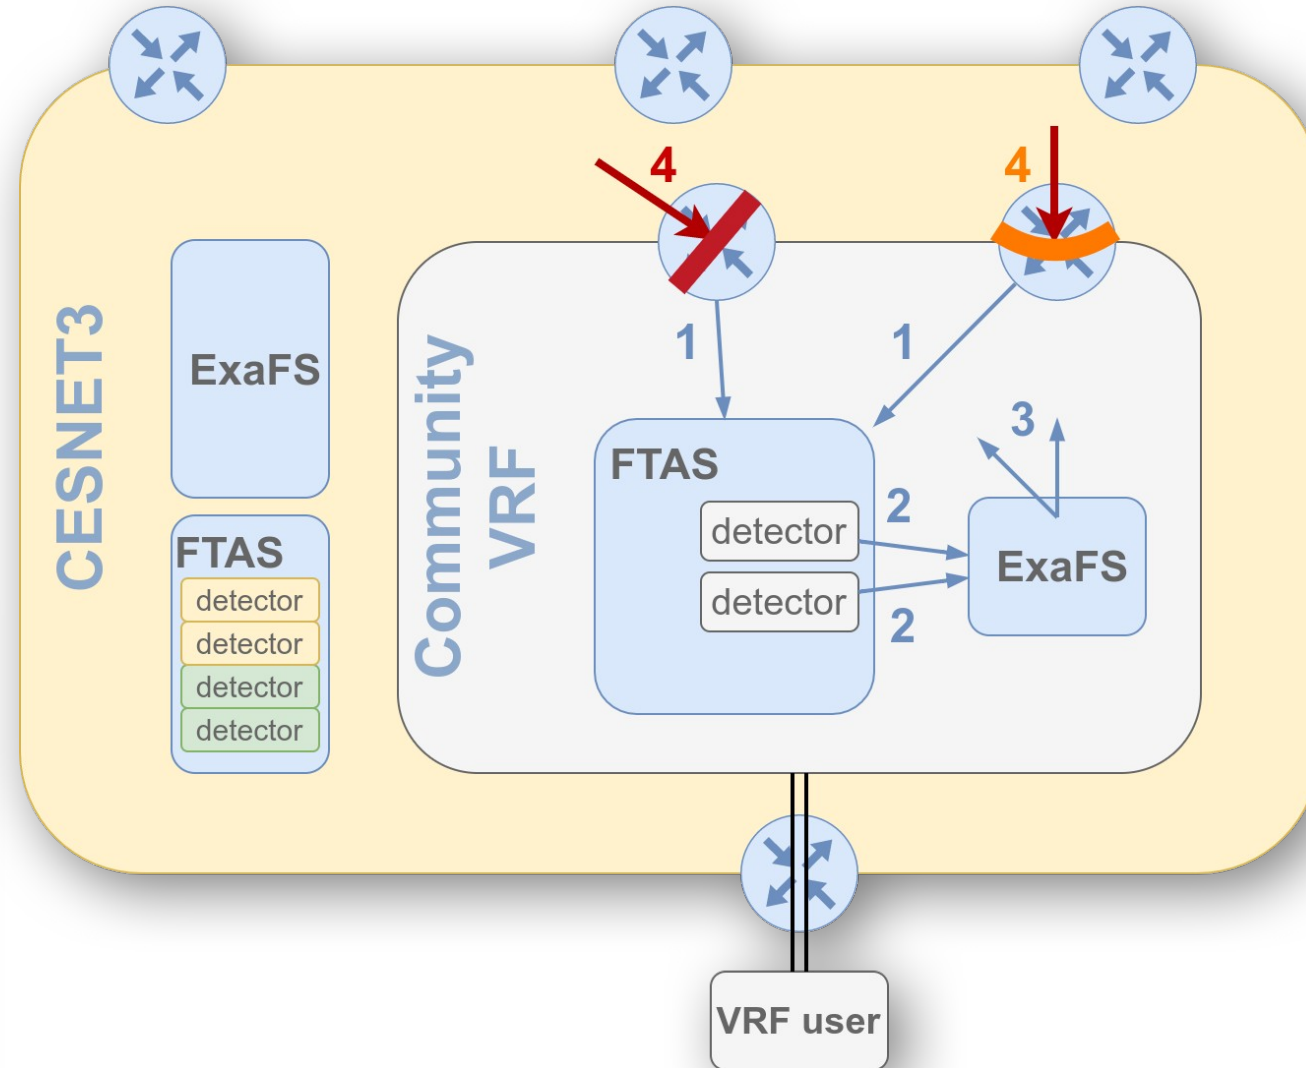 4
4
CESNET3
ExaFS
Community
VRF
1
1
3
FTAS
detector
detector
2
2
ExaFS
FTAS
detector
detector
detector
detector
VRF user